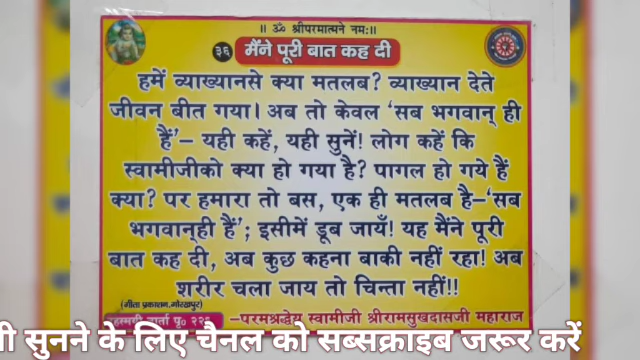 ॥ ॐ श्रीपरमात्मने नमः॥
३६ मैंने पूरी बात कह दी
हमें व्याख्यानसे क्या मतलब? व्याख्यान देते
जीवन बीत गया। अब तो केवल ‘सब भगवान् ही
हैं’– यही कहें, यही सुनें! लोग कहें कि
स्वामीजीको क्या हो गया है? पागल हो गये हैं
क्या? पर हमारा तो बस, एक ही मतलब है–‘सब
भगवान्‌ही हैं’; इसीमें डूब जायँ! यह मैंने पूरी
बात कह दी, अब कुछ कहना बाकी नहीं रहा! अब
शरीर चला जाय तो चिन्ता नहीं!!
(गीता प्रकाशन, गोरखपुर)
वार्ता पृ०
–परमश्रद्धेय स्वामीजी श्रीरामसुखदासजी महाराज
सुनने के लिए चैनल को सब्सक्राइब जरूर करें